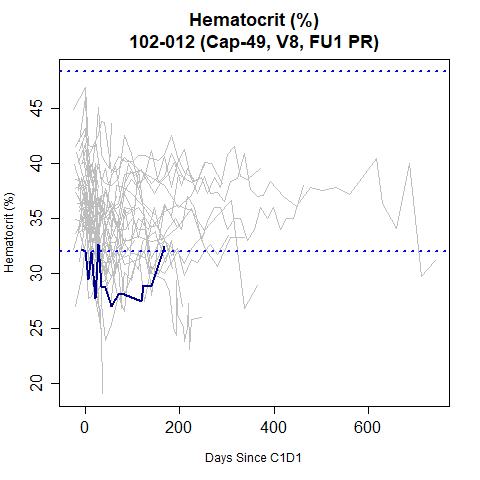 Hematocrit (%)
102-012 (Cap-49, V8, FU1 PR)
Hematocrit (%)
45
40
35
30
25
20
0 200 400 600
Days Since C1D1